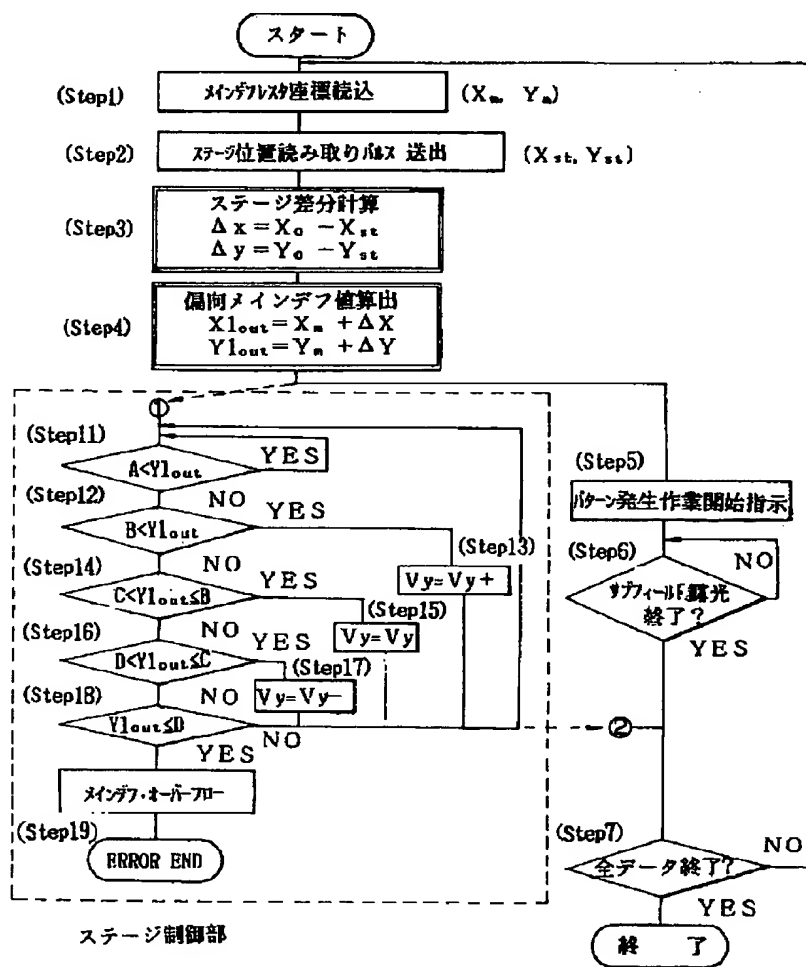 スタート
(Step1)
メインデフレスタ座標読込
(Xm, Ym)
(Step2)
ステージ位置読み取りパルス 送出
(Xst, Yst)
(Step3)
ステージ差分計算
Δx=X₀ -Xst
Δy=Y₀ -Yst
(Step4)
偏向メインデフ値算出
X1out=Xm +ΔX
Y1out=Ym +ΔY
①
(Step11)
A<Y1out
YES
NO
(Step12)
B<Y1out
YES
NO
(Step13)
Vy=Vy+
(Step14)
C<Y1out≦B
YES
NO
(Step15)
Vy=Vy
(Step16)
D<Y1out≦C
YES
NO
(Step17)
Vy=Vy-
(Step18)
Y1out≦D
NO
YES
メインデフ・オーバーフロー
(Step19)
ERROR END
ステージ制御部
(Step5)
パターン発生作業開始指示
(Step6)
NO
サブフィールドF露光
終了?
YES
②
(Step7)
全データ終了?
NO
YES
終 了